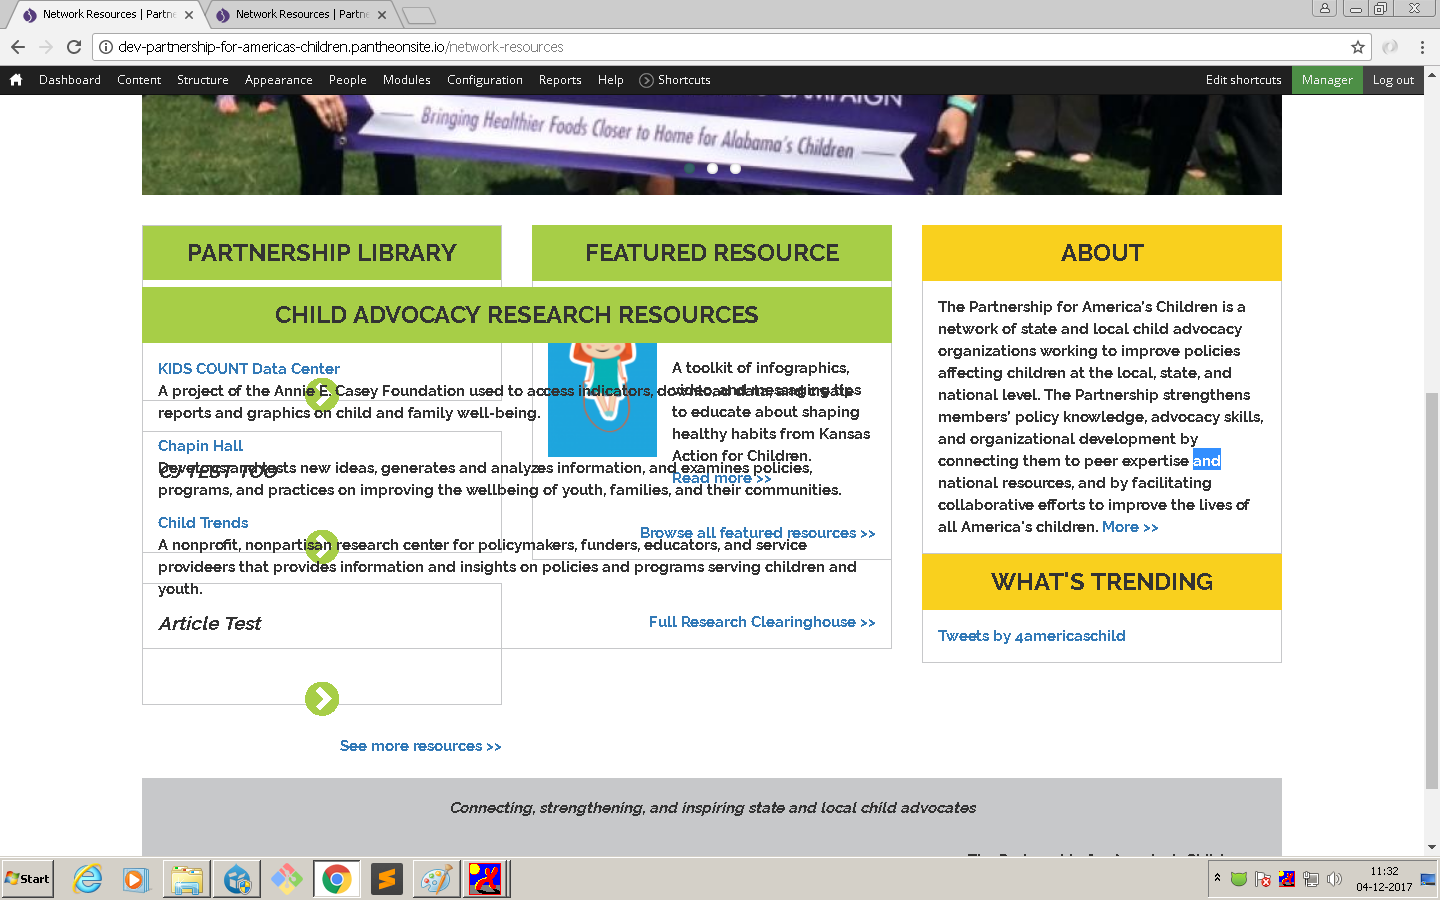 Network Resources | Partne
Network Resources | Partne
dev-partnership-for-americas-children.pantheonsite.io/network-resources
Dashboard Content Structure Appearance People Modules Configuration Reports Help Shortcuts Edit shortcuts Manager Log out
CAMPAIGN
Bringing Healthier Foods Closer to Home for Alabama's Children
PARTNERSHIP LIBRARY
FEATURED RESOURCE
CHILD ADVOCACY RESEARCH RESOURCES
KIDS COUNT Data Center
A project of the Annie E. Casey Foundation used to access indicators, download data, and create
reports and graphics on child and family well-being.
Chapin Hall
Develops and tests new ideas, generates and analyzes information, and examines policies,
programs, and practices on improving the wellbeing of youth, families, and their communities.
C9 TEST TOO
Child Trends
A nonprofit, nonpartisan research center for policymakers, funders, educators, and service
provideers that provides information and insights on policies and programs serving children and
youth.
Article Test
A toolkit of infographics,
video, and messaging tips
to educate about shaping
healthy habits from Kansas
Action for Children.
Read more >>
Browse all featured resources >>
Full Research Clearinghouse >>
See more resources >>
ABOUT
The Partnership for America's Children is a
network of state and local child advocacy
organizations working to improve policies
affecting children at the local, state, and
national level. The Partnership strengthens
members' policy knowledge, advocacy skills,
and organizational development by
connecting them to peer expertise and
national resources, and by facilitating
collaborative efforts to improve the lives of
all America's children. More >>
WHAT'S TRENDING
Tweets by 4americaschild
Connecting, strengthening, and inspiring state and local child advocates
Start
11:32
04-12-2017